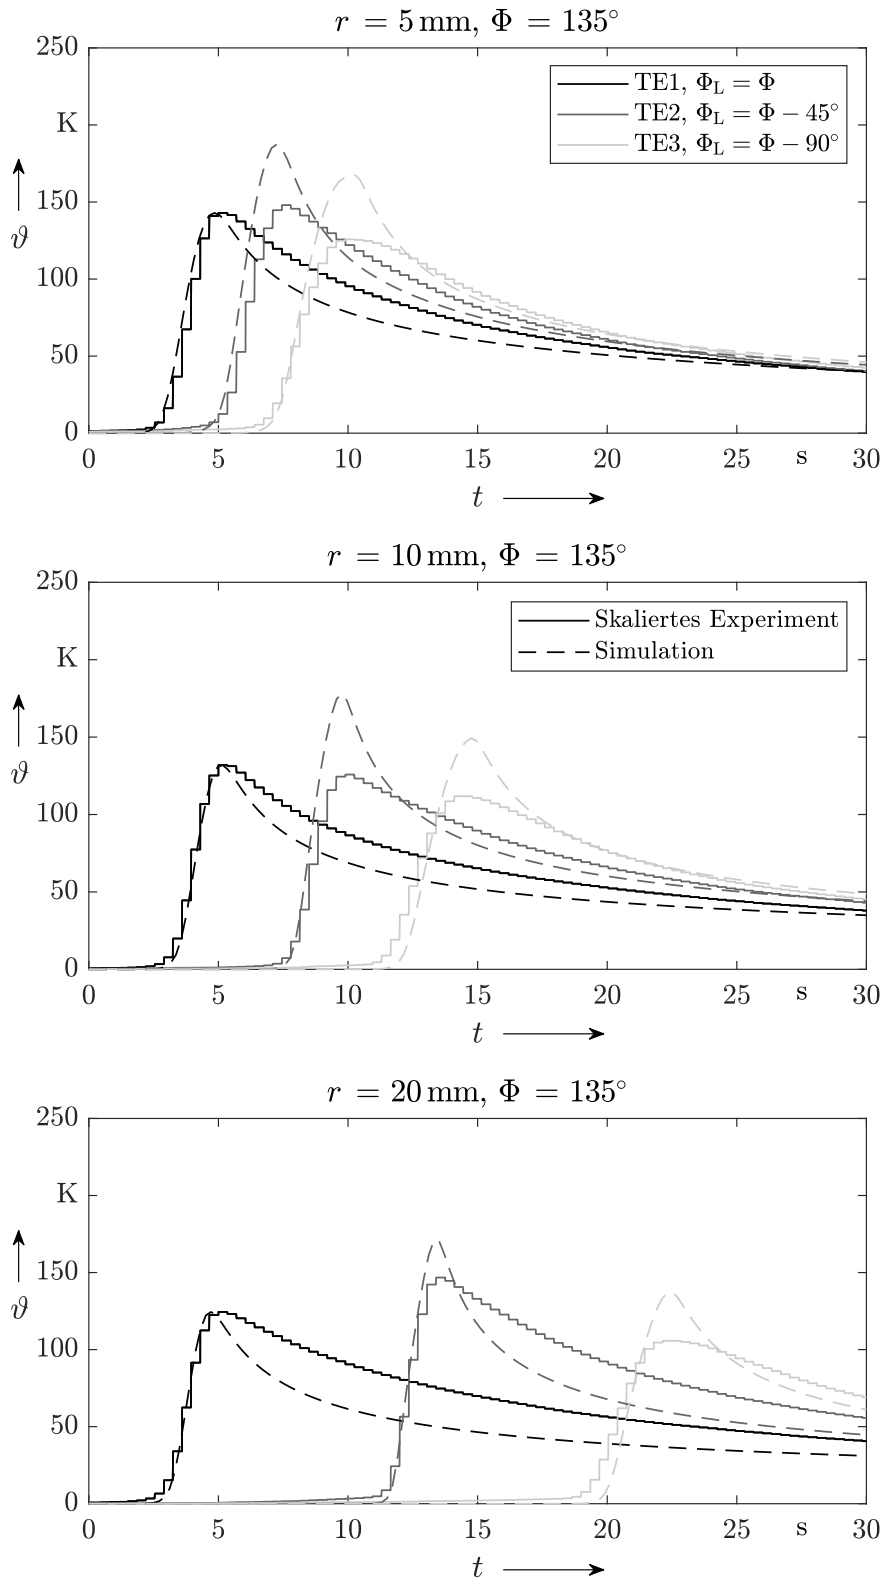 r = 5 mm, Φ = 135°
250
K
150
100
50
0
ϑ
TE1, Φ_L = Φ
TE2, Φ_L = Φ − 45°
TE3, Φ_L = Φ − 90°
0 5 10 15 20 25 s 30
t
r = 10 mm, Φ = 135°
250
K
150
100
50
0
ϑ
Skaliertes Experiment
Simulation
0 5 10 15 20 25 s 30
t
r = 20 mm, Φ = 135°
250
K
150
100
50
0
ϑ
0 5 10 15 20 25 s 30
t